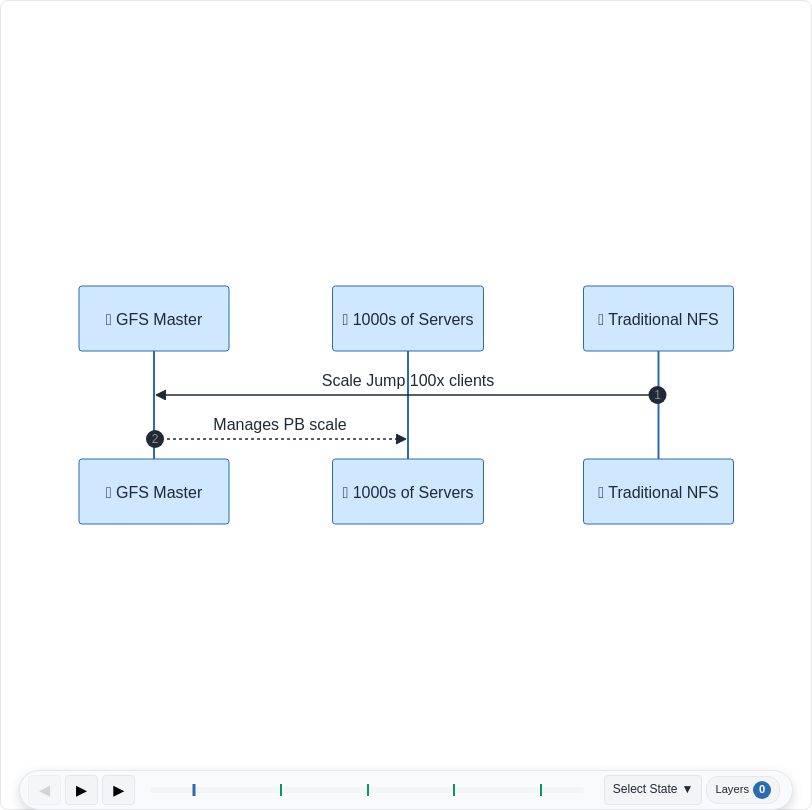 GFS Master
1000s of Servers
Traditional NFS
Scale Jump 100x clients
1
Manages PB scale
2
GFS Master
1000s of Servers
Traditional NFS
Select State ▼
Layers 0